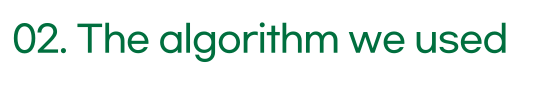 02. The algorithm we used